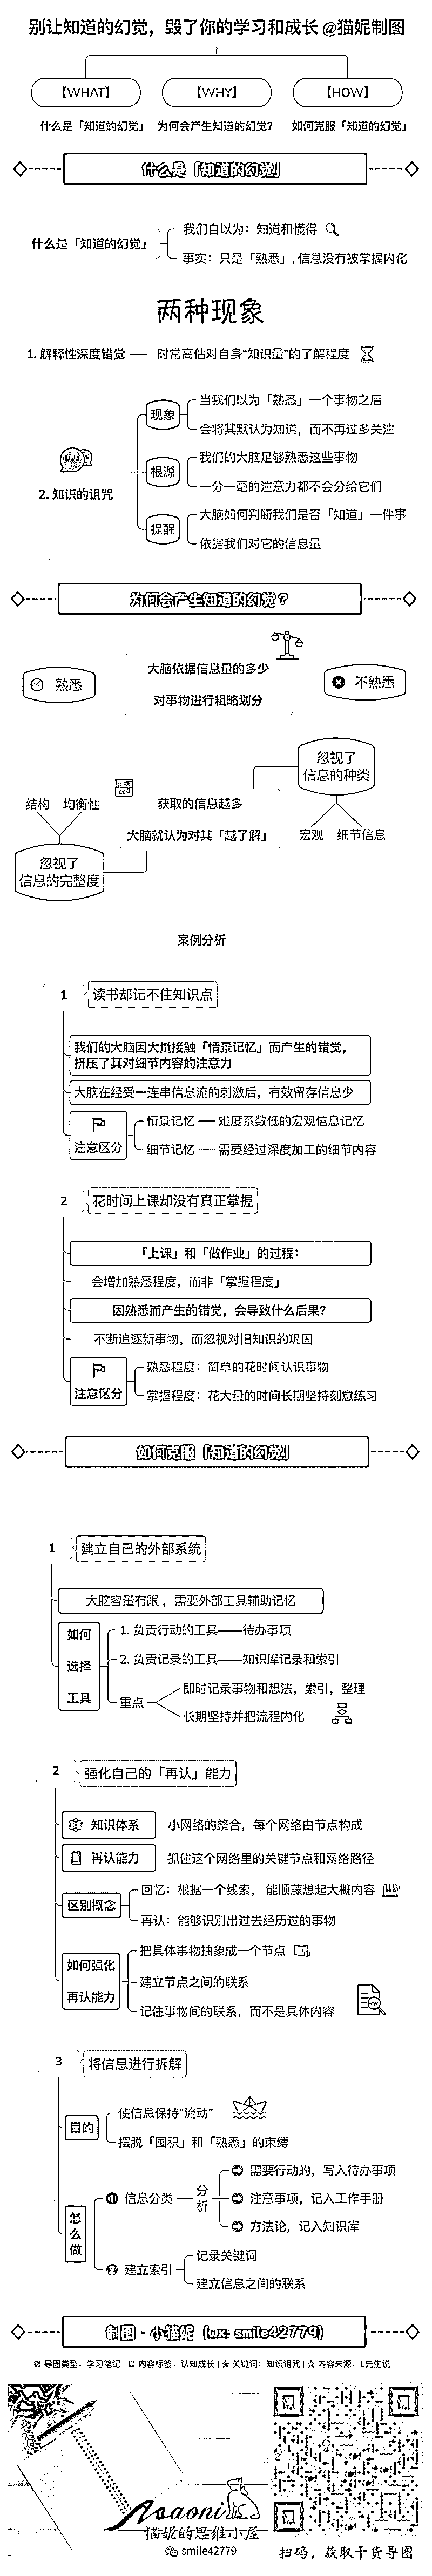 别让知道的幻觉，毁了你的学习和成长 @猫妮制图
【WHAT】
【WHY】
【HOW】
什么是「知道的幻觉」
为何会产生知道的幻觉？
如何克服「知道的幻觉」
什么是「知道的幻觉」
什么是「知道的幻觉」
我们自以为：知道和懂得
事实：只是「熟悉」, 信息没有被掌握内化
两种现象
1. 解释性深度错觉 —— 时常高估对自身“知识量”的了解程度
2. 知识的诅咒
现象
当我们以为「熟悉」一个事物之后
会将其默认为知道，而不再过多关注
根源
我们的大脑足够熟悉这些事物
一分一毫的注意力都不会分给它们
提醒
大脑如何判断我们是否「知道」一件事
依据我们对它的信息量
为何会产生知道的幻觉？
熟悉
大脑依据信息量的多少
对事物进行粗略划分
不熟悉
忽视了
信息的种类
宏观
细节信息
获取的信息越多
大脑就认为对其「越了解」
结构
均衡性
忽视了
信息的完整度
案例分析
1
读书却记不住知识点
我们的大脑因大量接触「情景记忆」而产生的错觉，
挤压了其对细节内容的注意力
大脑在经受一连串信息流的刺激后，有效留存信息少
注意区分
情景记忆 —— 难度系数低的宏观信息记忆
细节记忆 —— 需要经过深度加工的细节内容
2
花时间上课却没有真正掌握
「上课」和「做作业」的过程：
会增加熟悉程度，而非「掌握程度」
因熟悉而产生的错觉，会导致什么后果？
不断追逐新事物，而忽视对旧知识的巩固
注意区分
熟悉程度：简单的花时间认识事物
掌握程度：花大量的时间长期坚持刻意练习
如何克服「知道的幻觉」
1
建立自己的外部系统
大脑容量有限，需要外部工具辅助记忆
如何
选择
工具
1. 负责行动的工具——待办事项
2. 负责记录的工具——知识库记录和索引
重点
即时记录事物和想法，索引，整理
长期坚持并把流程内化
2
强化自己的「再认」能力
知识体系
小网络的整合，每个网络由节点构成
再认能力
抓住这个网络里的关键节点和网络路径
区别概念
回忆：根据一个线索，能顺藤想起大概内容
再认：能够识别出过去经历过的事物
如何强化
再认能力
把具体事物抽象成一个节点
建立节点之间的联系
记住事物间的联系，而不是具体内容
3
将信息进行拆解
目的
使信息保持“流动”
摆脱「囤积」和「熟悉」的束缚
怎么做
1 信息分类
分析
需要行动的，写入待办事项
注意事项，记入工作手册
方法论，记入知识库
2 建立索引
记录关键词
建立信息之间的联系
制图：小猫妮（wx: smile42779）
导图类型：学习笔记 | 内容标签：认知成长 | ☆ 关键词：知识诅咒 | ☆ 内容来源：L先生说
猫妮的思维小屋
smile42779
扫码，获取干货导图